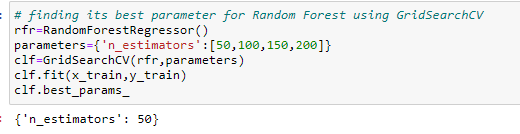 # finding its best parameter for Random Forest using GridSearchCV
rfr=RandomForestRegressor()
parameters={'n_estimators':[50,100,150,200]}
clf=GridSearchCV(rfr,parameters)
clf.fit(x_train,y_train)
clf.best_params_
{'n_estimators': 50}